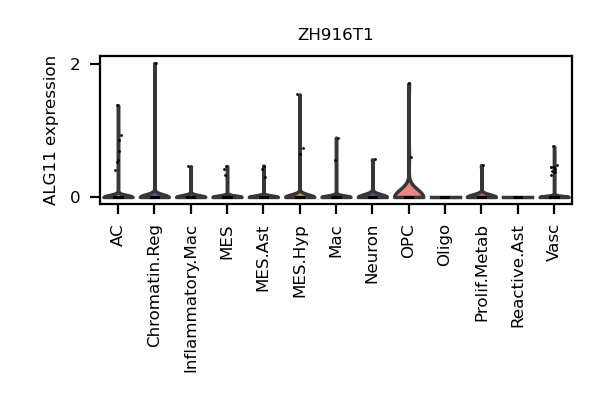 ZH916T1
ALG11 expression
2
0
AC
Chromatin.Reg
Inflammatory.Mac
MES
MES.Ast
MES.Hyp
Mac
Neuron
OPC
Oligo
Prolif.Metab
Reactive.Ast
Vasc